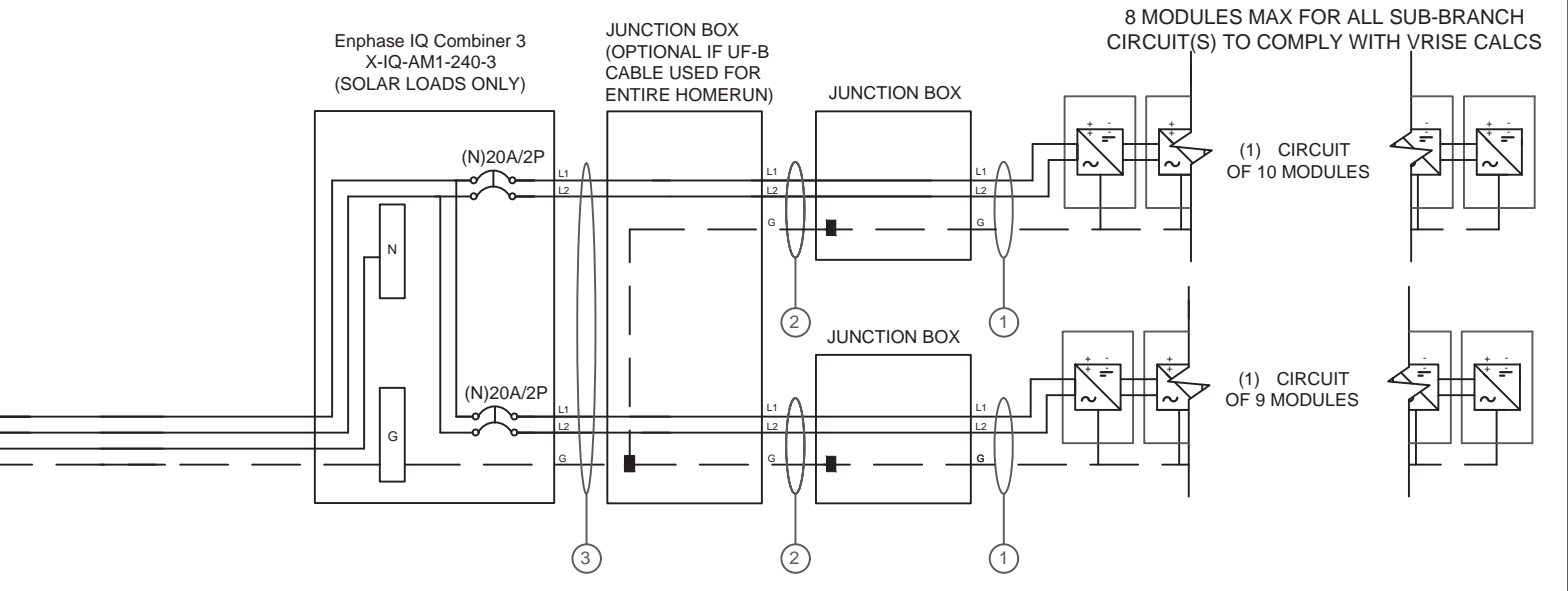 8 MODULES MAX FOR ALL SUB-BRANCH
CIRCUIT(S) TO COMPLY WITH VRISE CALCS
Enphase IQ Combiner 3
X-IQ-AM1-240-3
(SOLAR LOADS ONLY)
JUNCTION BOX
(OPTIONAL IF UF-B
CABLE USED FOR
ENTIRE HOMERUN)
JUNCTION BOX
(N)20A/2P
L1
L2
L1
L2
G
L1
L2
G
(1) CIRCUIT
OF 10 MODULES
N
2
1
JUNCTION BOX
(N)20A/2P
L1
L2
G
L1
L2
G
L1
L2
G
(1) CIRCUIT
OF 9 MODULES
G
3
2
1